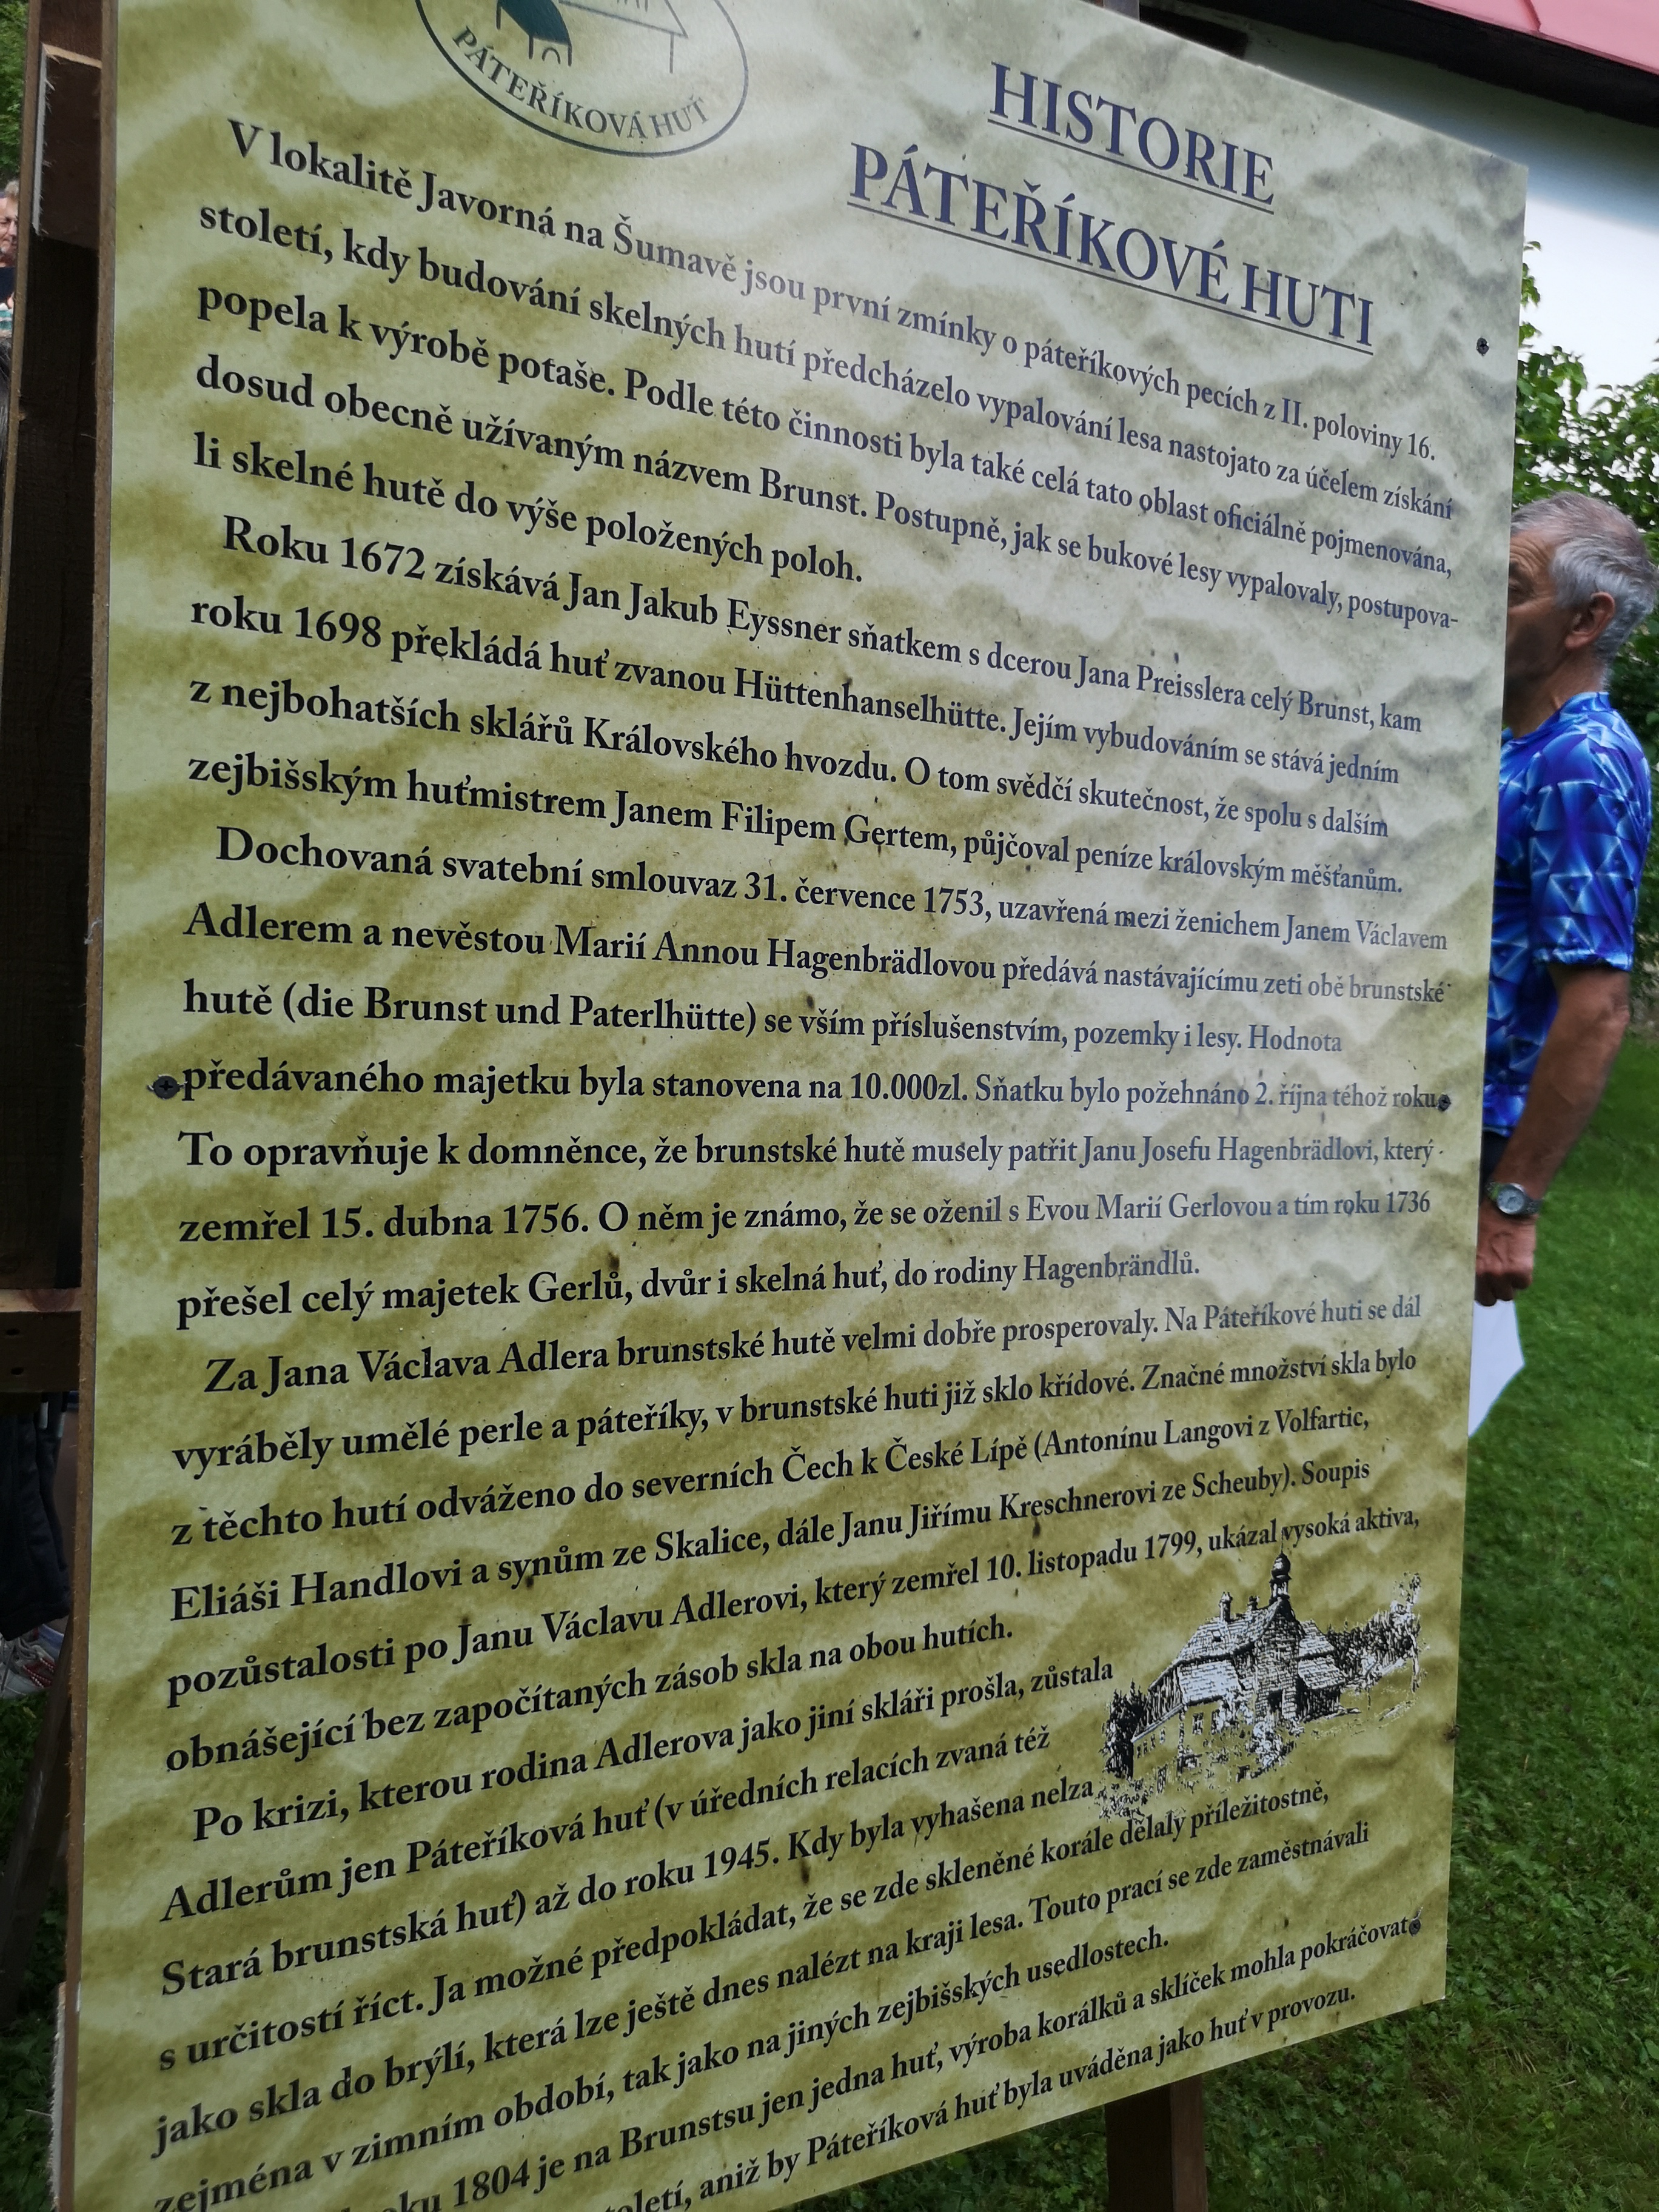 PÁTEŘÍKOVÁ HUŤ
HISTORIE
PÁTEŘÍKOVÉ HUTI
V lokalitě Javorná na Šumavě jsou první zmínky o páteříkových pecích z II. poloviny 16.
století, kdy budování skelných hutí předcházelo vypalování lesa nastojato za účelem získání
popela k výrobě potaše. Podle této činnosti byla také celá tato oblast oficiálně pojmenována,
dosud obecně užívaným názvem Brunst. Postupně, jak se bukové lesy vypalovaly, postupova-
li skelné hutě do výše položených poloh.
Roku 1672 získává Jan Jakub Eyssner sňatkem s dcerou Jana Preisslera celý Brunst, kam
roku 1698 překládá huť zvanou Hüttenhanselhütte. Jejím vybudováním se stává jedním
z nejbohatších sklářů Královského hvozdu. O tom svědčí skutečnost, že spolu s dalším
zejbišským huťmistrem Janem Filipem Gertem, půjčoval peníze královským měšťanům.
Dochovaná svatební smlouvaz 31. července 1753, uzavřená mezi ženichem Janem Václavem
Adlerem a nevěstou Marií Annou Hagenbrädlovou předává nastávajícímu zeti obě brunstské
hutě (die Brunst und Paterlhütte) se vším příslušenstvím, pozemky i lesy. Hodnota
předávaného majetku byla stanovena na 10.000zl. Sňatku bylo požehnáno 2. října téhož roku.
To opravňuje k domněnce, že brunstské hutě musely patřit Janu Josefu Hagenbrädlovi, který
zemřel 15. dubna 1756. O něm je známo, že se oženil s Evou Marií Gerlovou a tím roku 1736
přešel celý majetek Gerlů, dvůr i skelná huť, do rodiny Hagenbrändlů.
Za Jana Václava Adlera brunstské hutě velmi dobře prosperovaly. Na Páteříkové huti se dál
vyráběly umělé perle a páteříky, v brunstské huti již sklo křídové. Značné množství skla bylo
z těchto hutí odváženo do severních Čech k České Lípě (Antonínu Langovi z Volfartic,
Eliáši Handlovi a synům ze Skalice, dále Janu Jiřímu Kreschnerovi ze Scheuby). Soupis
pozůstalosti po Janu Václavu Adlerovi, který zemřel 10. listopadu 1799, ukázal vysoká aktiva,
obnášející bez započítaných zásob skla na obou hutích.
Po krizi, kterou rodina Adlerova jako jiní skláři prošla, zůstala
Adlerům jen Páteříková huť (v úředních relacích zvaná též
Stará brunstská huť) až do roku 1945. Kdy byla vyhašena nelza
s určitostí říct. Ja možné předpokládat, že se zde skleněné korále dělaly příležitostně,
jako skla do brýlí, která lze ještě dnes nalézt na kraji lesa. Touto prací se zde zaměstnávali
zejména v zimním období, tak jako na jiných zejbišských usedlostech.
1804 je na Brunstsu jen jedna huť, výroba korálků a sklíček mohla pokráčovat
aniž by Páteříková huť byla uváděna jako huť v provozu.